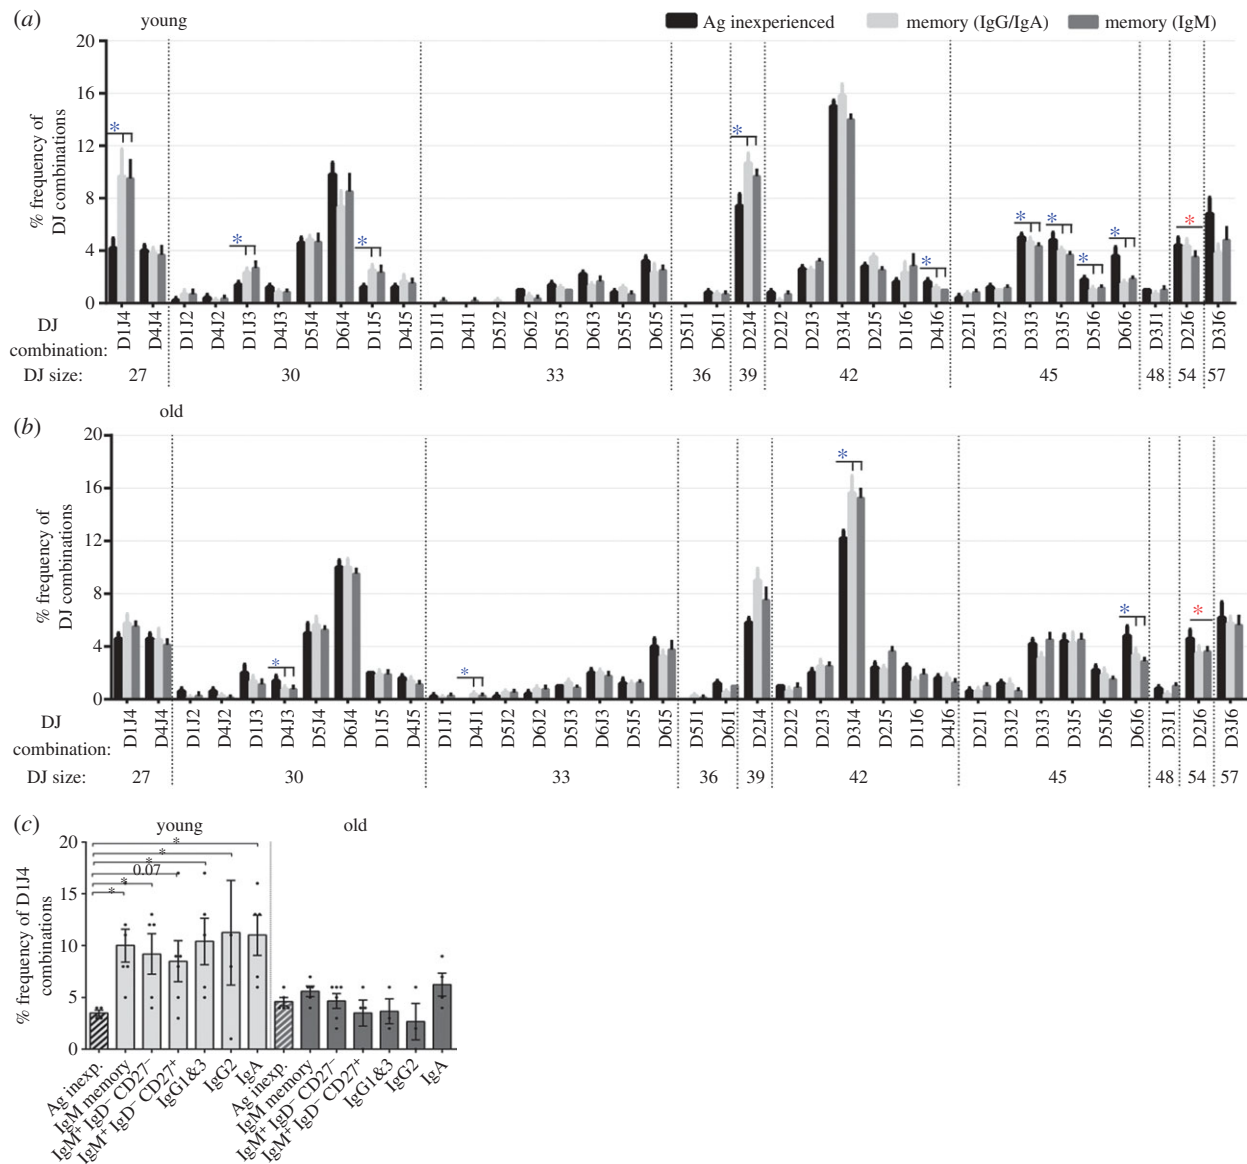 (a)
young
Ag inexperienced
memory (IgG/IgA)
memory (IgM)
% frequency of
DJ combinations
20
16
12
8
4
0
* * * * * * * * * *
DJ
combination:
D1J4 D4J4 D1J2 D4J2 D1J3 D4J3 D5J4 D6J4 D1J5 D4J5 D1J1 D4J1 D5J2 D6J2 D5J3 D6J3 D5J5 D6J5 D5J1 D6J1 D2J4 D2J2 D2J3 D3J4 D2J5 D1J6 D4J6 D2J1 D3J2 D3J3 D3J5 D5J6 D6J6 D3J1 D2J6 D3J6
DJ size: 27 30 33 36 39 42 45 48 54 57
(b)
old
% frequency of
DJ combinations
20
16
12
8
4
0
* * * * *
DJ
combination:
D1J4 D4J4 D1J2 D4J2 D1J3 D4J3 D5J4 D6J4 D1J5 D4J5 D1J1 D4J1 D5J2 D6J2 D5J3 D6J3 D5J5 D6J5 D5J1 D6J1 D2J4 D2J2 D2J3 D3J4 D2J5 D1J6 D4J6 D2J1 D3J2 D3J3 D3J5 D5J6 D6J6 D3J1 D2J6 D3J6
DJ size: 27 30 33 36 39 42 45 48 54 57
(c)
young
old
% frequency of D1J4
combinations
20
15
10
5
0
*
*
*
0.07
*
*
Ag inexp.
IgM memory
IgM⁺ IgD⁻ CD27⁻
IgM⁺ IgD⁻ CD27⁺
IgG1&3
IgG2
IgA
Ag inexp.
IgM memory
IgM⁺ IgD⁻ CD27⁻
IgM⁺ IgD⁻ CD27⁺
IgG1&3
IgG2
IgA